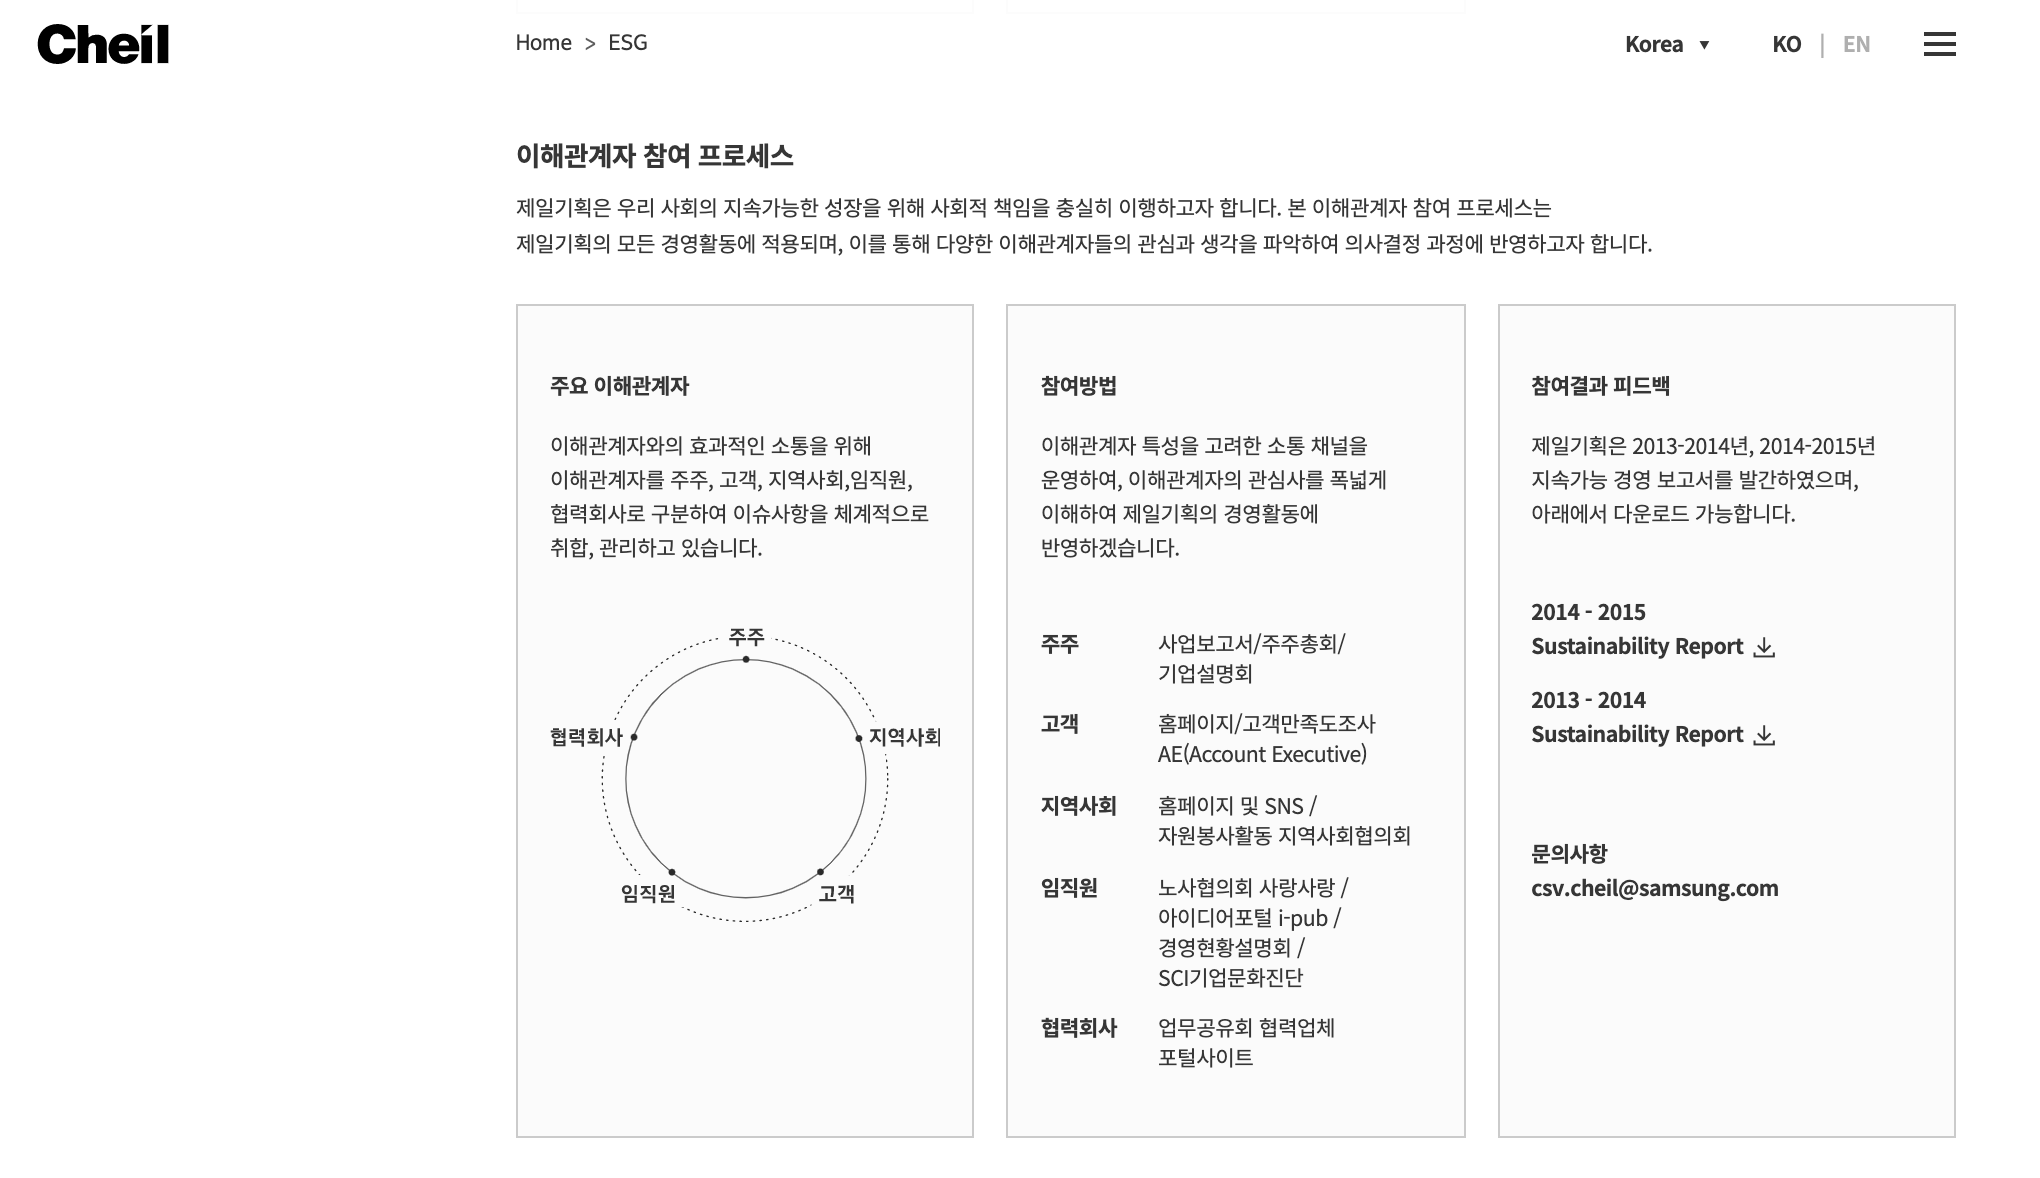 Cheil
Home > ESG
Korea ▼ KO | EN
이해관계자 참여 프로세스
제일기획은 우리 사회의 지속가능한 성장을 위해 사회적 책임을 충실히 이행하고자 합니다. 본 이해관계자 참여 프로세스는
제일기획의 모든 경영활동에 적용되며, 이를 통해 다양한 이해관계자들의 관심과 생각을 파악하여 의사결정 과정에 반영하고자 합니다.
주요 이해관계자
이해관계자와의 효과적인 소통을 위해
이해관계자를 주주, 고객, 지역사회,임직원,
협력회사로 구분하여 이슈사항을 체계적으로
취합, 관리하고 있습니다.
주주
협력회사
지역사회
임직원
고객
참여방법
이해관계자 특성을 고려한 소통 채널을
운영하여, 이해관계자의 관심사를 폭넓게
이해하여 제일기획의 경영활동에
반영하겠습니다.
주주 사업보고서/주주총회/
기업설명회
고객 홈페이지/고객만족도조사
AE(Account Executive)
지역사회 홈페이지 및 SNS /
자원봉사활동 지역사회협의회
임직원 노사협의회 사랑사랑 /
아이디어포털 i-pub /
경영현황설명회 /
SCI기업문화진단
협력회사 업무공유회 협력업체
포털사이트
참여결과 피드백
제일기획은 2013-2014년, 2014-2015년
지속가능 경영 보고서를 발간하였으며,
아래에서 다운로드 가능합니다.
2014 - 2015
Sustainability Report
2013 - 2014
Sustainability Report
문의사항
csv.cheil@samsung.com